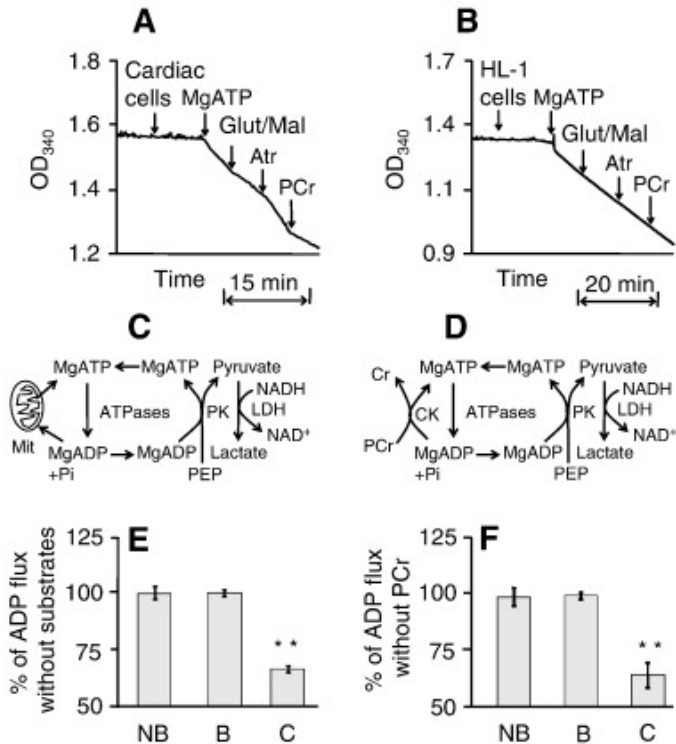 A
Cardiac
cells MgATP
Glut/Mal
Atr
PCr
OD340
1.8
1.6
1.4
1.2
Time
15 min
B
HL-1
cells
MgATP
Glut/Mal
Atr
PCr
OD340
1.7
1.4
1.1
0.9
Time
20 min
C
MgATP MgATP Pyruvate
NADH
ATPases PK LDH
NAD+
Mit
MgADP MgADP Lactate
+Pi
PEP
D
Cr
MgATP MgATP Pyruvate
NADH
CK ATPases PK LDH
NAD+
PCr
MgADP MgADP Lactate
+Pi
PEP
E
% of ADP flux
without substrates
125
100
75
50
* *
NB B C
F
% of ADP flux
without PCr
125
100
75
50
* *
NB B C